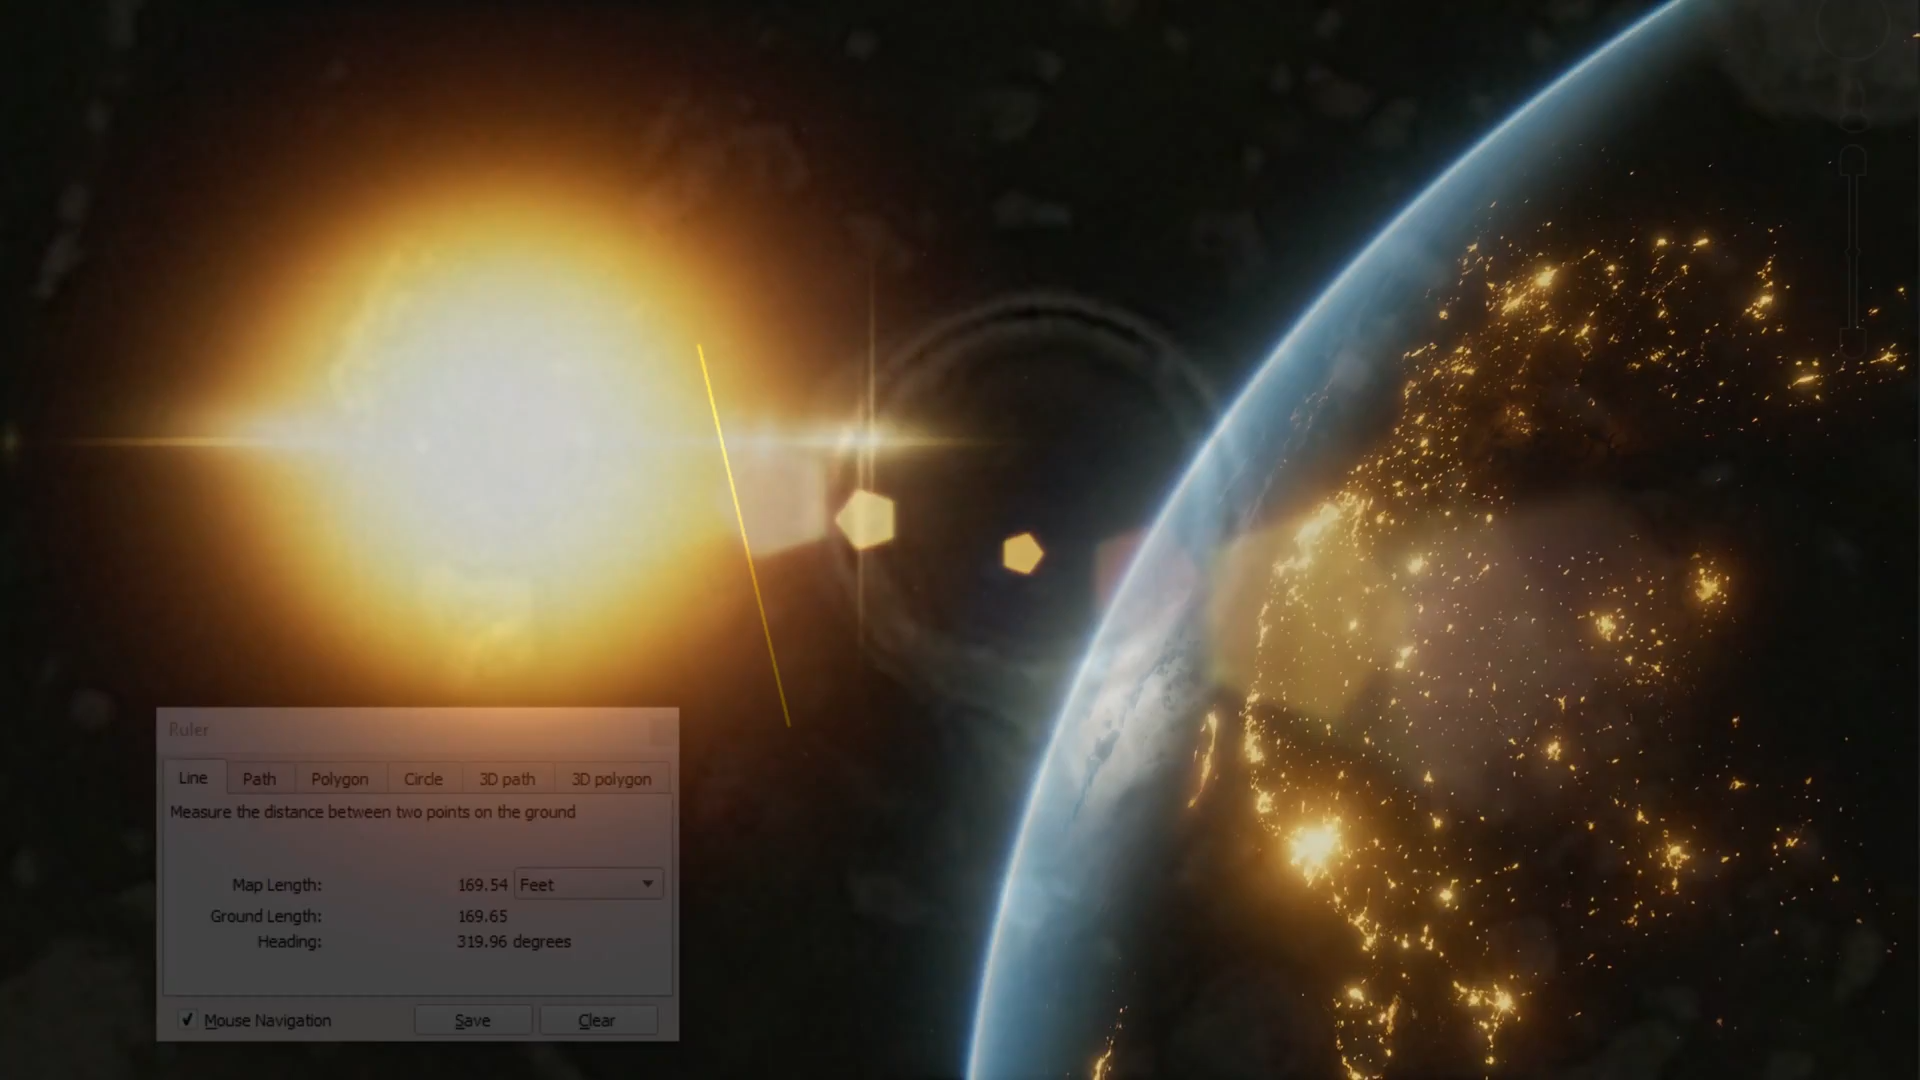 Ruler
Line Path Polygon Circle 3D path 3D polygon
Measure the distance between two points on the ground
Map Length: 169.54 Feet
Ground Length: 169.65
Heading: 319.96 degrees
Mouse Navigation Save Clear